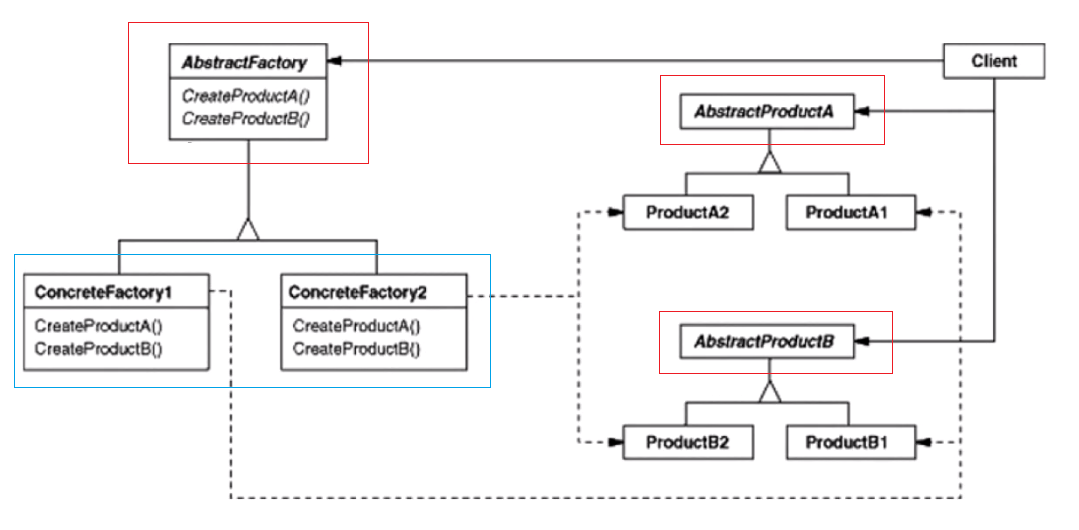 AbstractFactory
CreateProductA()
CreateProductB()
Client
AbstractProductA
ProductA2
ProductA1
ConcreteFactory1
CreateProductA()
CreateProductB()
ConcreteFactory2
CreateProductA()
CreateProductB()
AbstractProductB
ProductB2
ProductB1